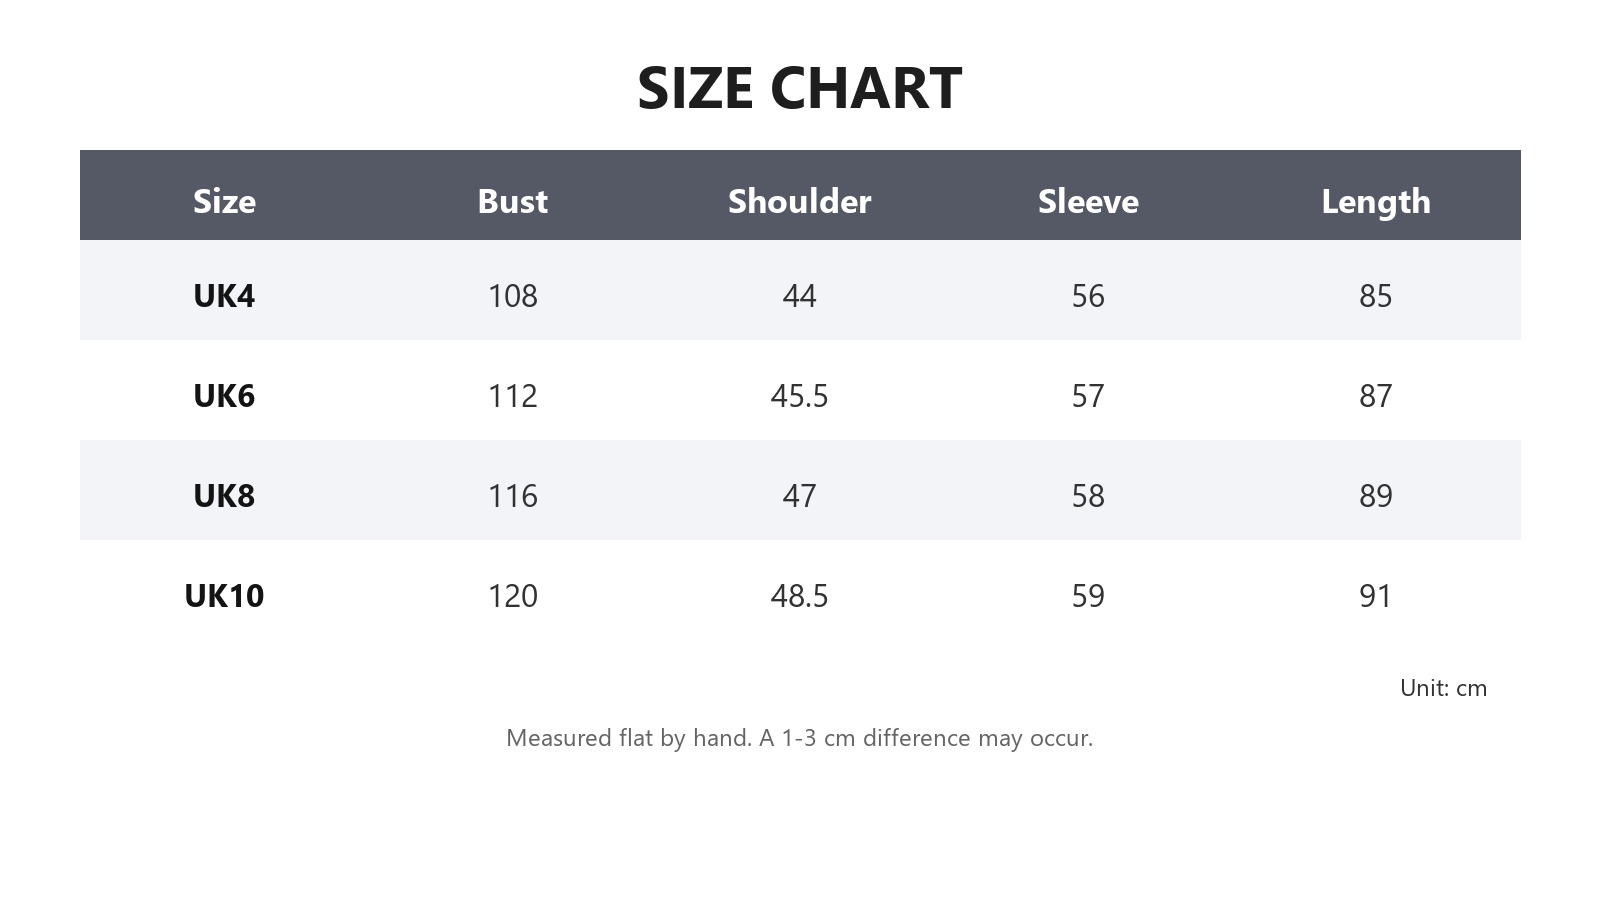 SIZE CHART
Size Bust Shoulder Sleeve Length
UK4 108 44 56 85
UK6 112 45.5 57 87
UK8 116 47 58 89
UK10 120 48.5 59 91
Unit: cm
Measured flat by hand. A 1-3 cm difference may occur.